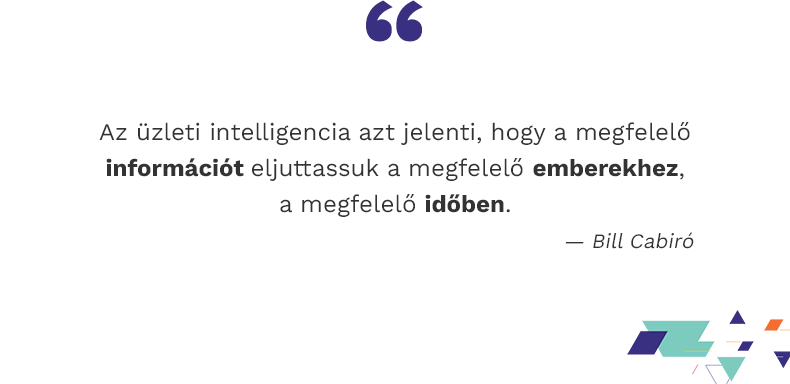 “
Az üzleti intelligencia azt jelenti, hogy a megfelelő
információt eljuttassuk a megfelelő emberekhez,
a megfelelő időben.
— Bill Cabiró